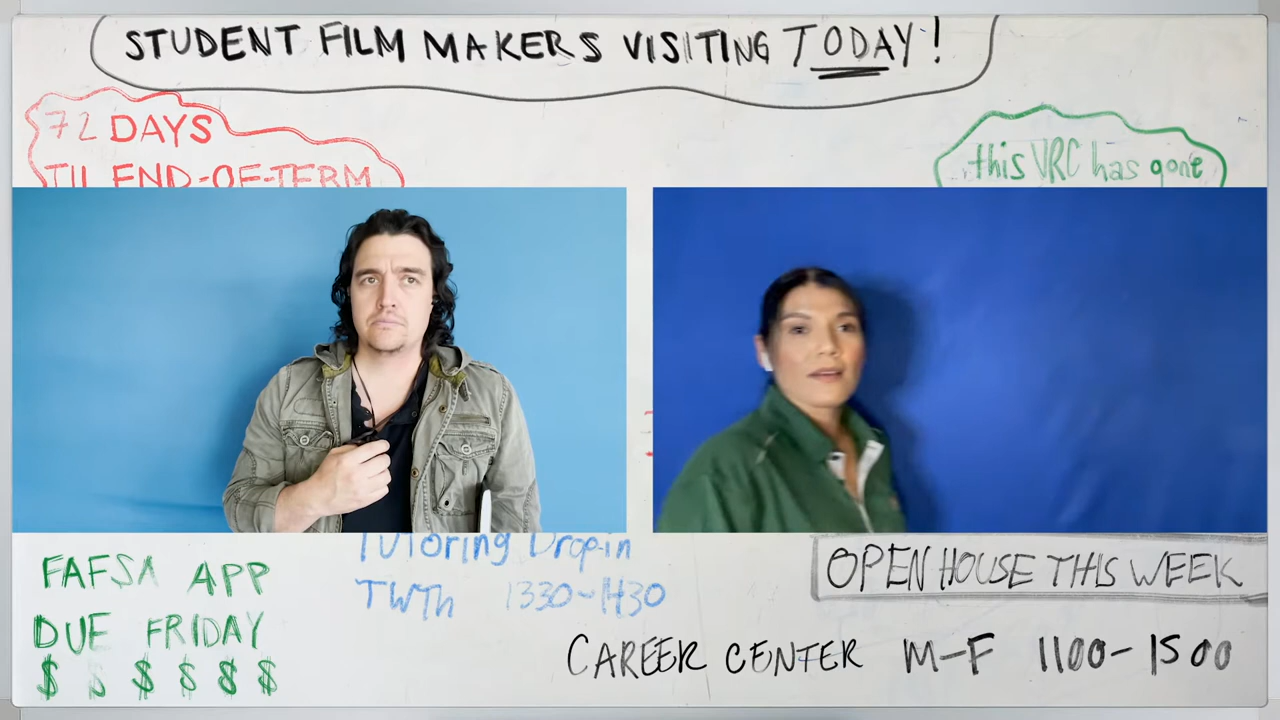 STUDENT FILM MAKERS VISITING TODAY!
72 DAYS
TIL END-OF-TERM
this VRC has gone
Tutoring Drop-in
TWTh 1330-1430
FAFSA APP
DUE FRIDAY
$ $ $ $ $ $
OPEN HOUSE THIS WEEK
CAREER CENTER M-F 1100-1500